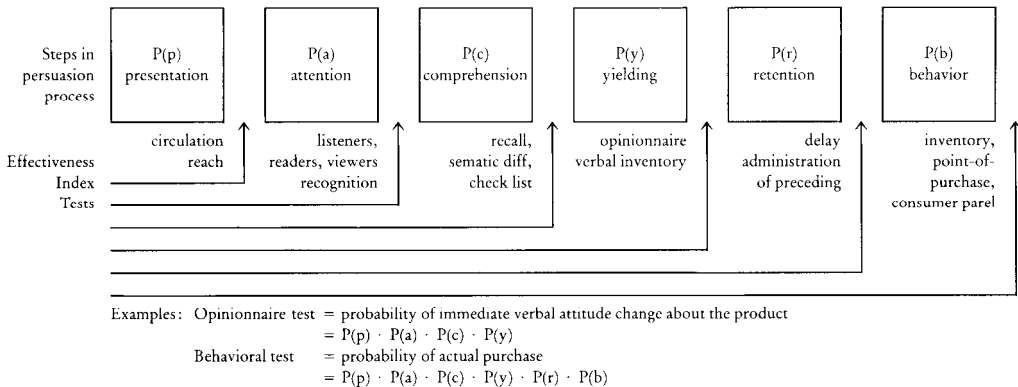 Steps in
persuasion
process
P(p)
presentation
P(a)
attention
P(c)
comprehension
P(y)
yielding
P(r)
retention
P(b)
behavior
Effectiveness
Index
Tests
circulation
reach
listeners,
readers, viewers
recognition
recall,
sematic diff,
check list
opinionnaire
verbal inventory
delay
administration
of preceding
inventory,
point-of-
purchase,
consumer parel
Examples: Opinionnaire test = probability of immediate verbal attitude change about the product
= P(p) · P(a) · P(c) · P(y)
Behavioral test = probability of actual purchase
= P(p) · P(a) · P(c) · P(y) · P(r) · P(b)